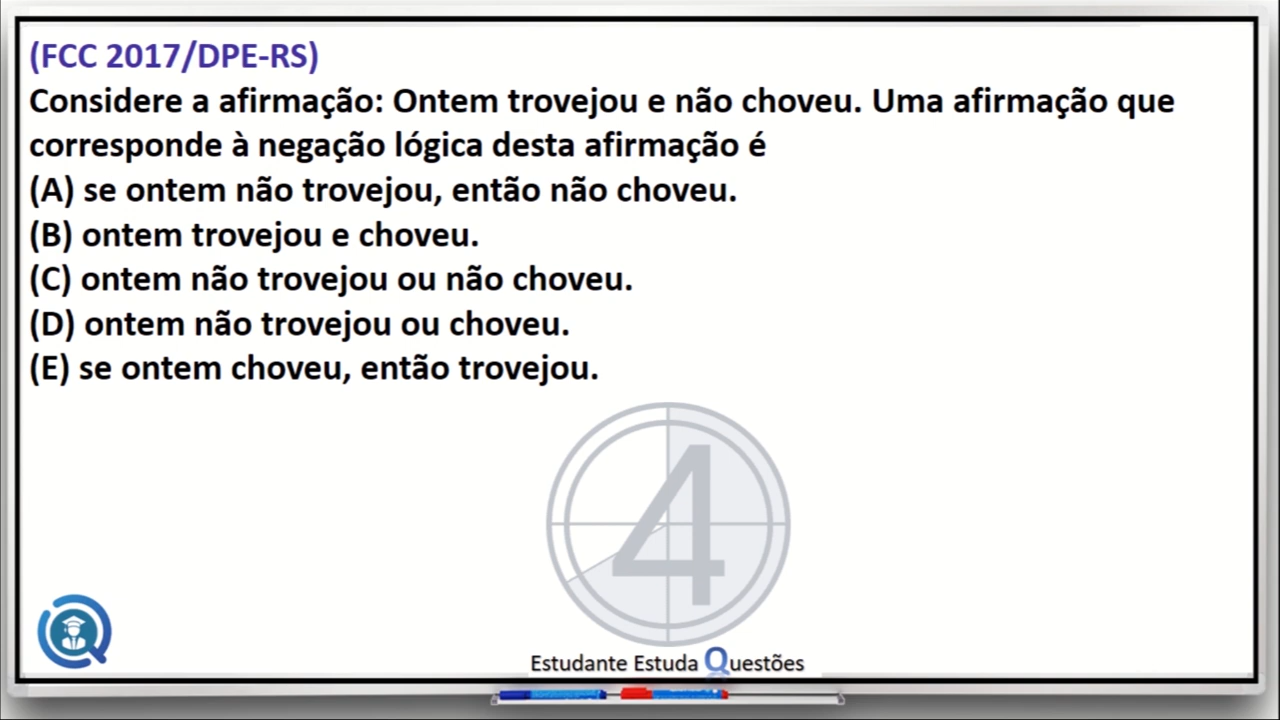 (FCC 2017/DPE-RS)
Considere a afirmação: Ontem trovejou e não choveu. Uma afirmação que
corresponde à negação lógica desta afirmação é
(A) se ontem não trovejou, então não choveu.
(B) ontem trovejou e choveu.
(C) ontem não trovejou ou não choveu.
(D) ontem não trovejou ou choveu.
(E) se ontem choveu, então trovejou.
4
Estudante Estuda Questões